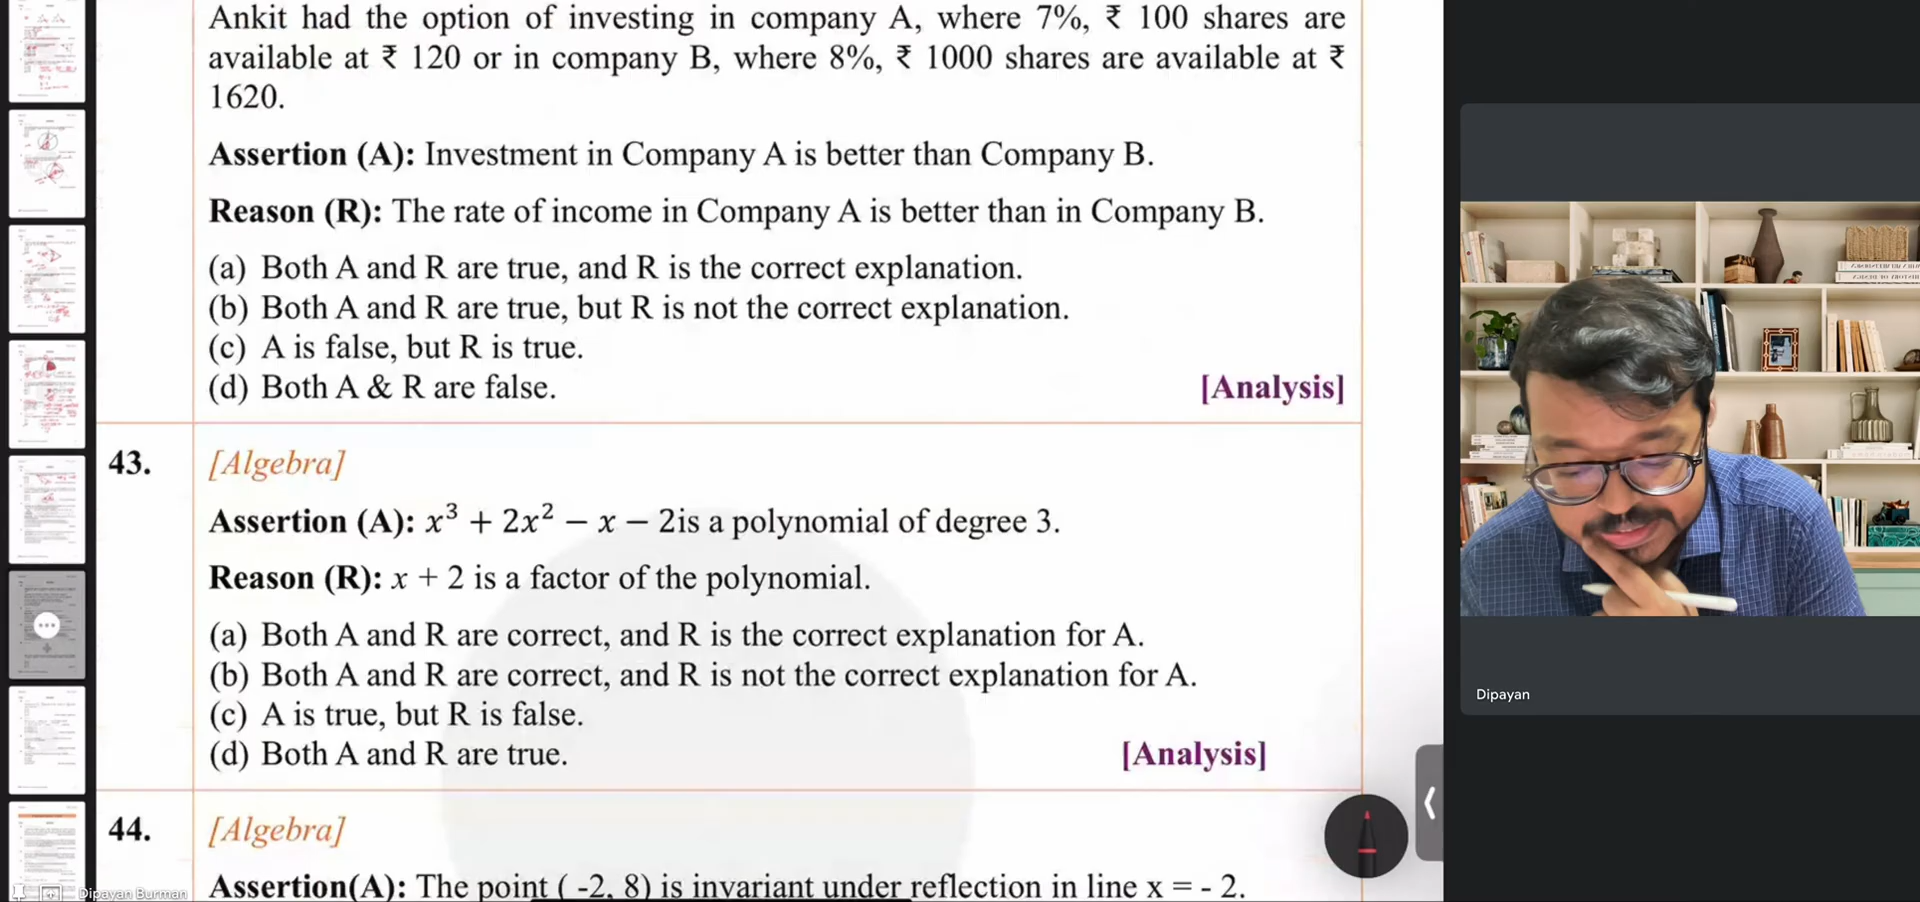 Ankit had the option of investing in company A, where 7%, ₹ 100 shares are
available at ₹ 120 or in company B, where 8%, ₹ 1000 shares are available at ₹
1620.
Assertion (A): Investment in Company A is better than Company B.
Reason (R): The rate of income in Company A is better than in Company B.
(a) Both A and R are true, and R is the correct explanation.
(b) Both A and R are true, but R is not the correct explanation.
(c) A is false, but R is true.
(d) Both A & R are false.
[Analysis]
43.
[Algebra]
Assertion (A): x³ + 2x² − x − 2is a polynomial of degree 3.
Reason (R): x + 2 is a factor of the polynomial.
(a) Both A and R are correct, and R is the correct explanation for A.
(b) Both A and R are correct, and R is not the correct explanation for A.
(c) A is true, but R is false.
(d) Both A and R are true.
[Analysis]
44.
[Algebra]
Assertion(A): The point ( -2, 8) is invariant under reflection in line x = - 2.
Dipayan
Dipayan Burman